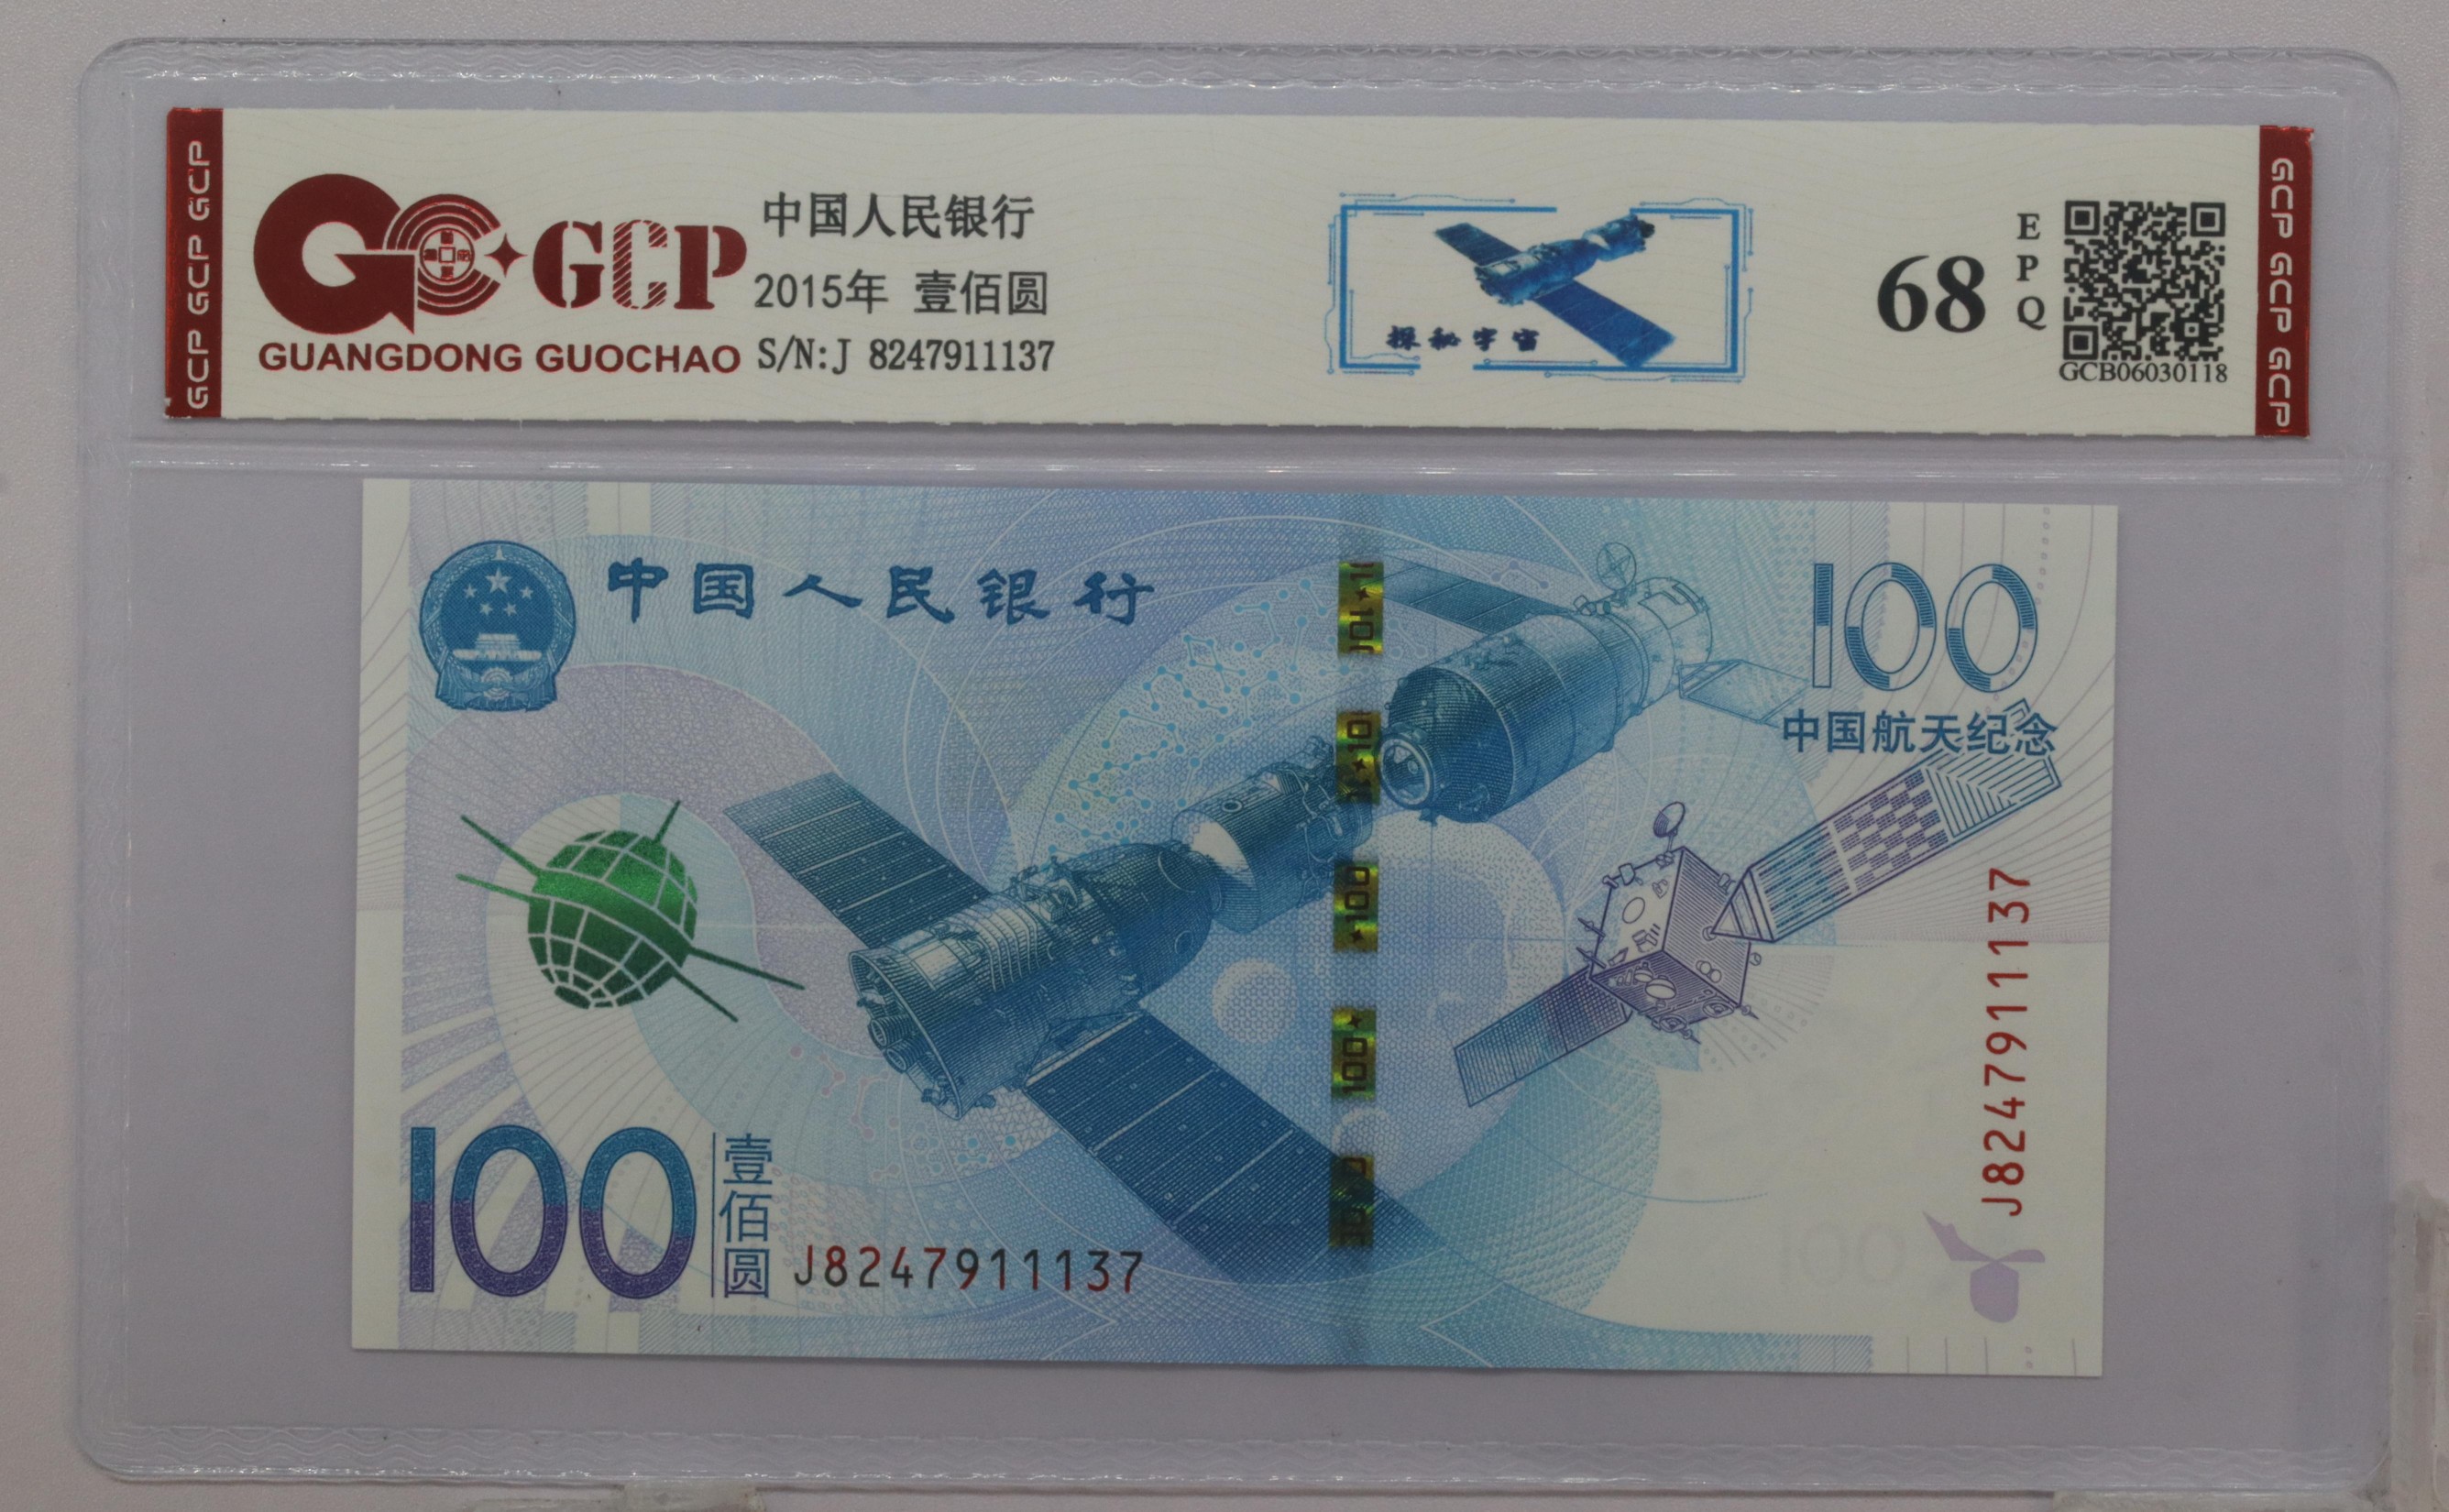 GCP GCP GCP
GCP
GUANGDONG GUOCHAO
中国人民银行
2015年 壹佰圆
S/N:J 8247911137
探秘宇宙
68
EPQ
GCB06030118
GCP GCP GCP
中国人民银行
100
中国航天纪念
100
壹佰圆
J8247911137
J8247911137